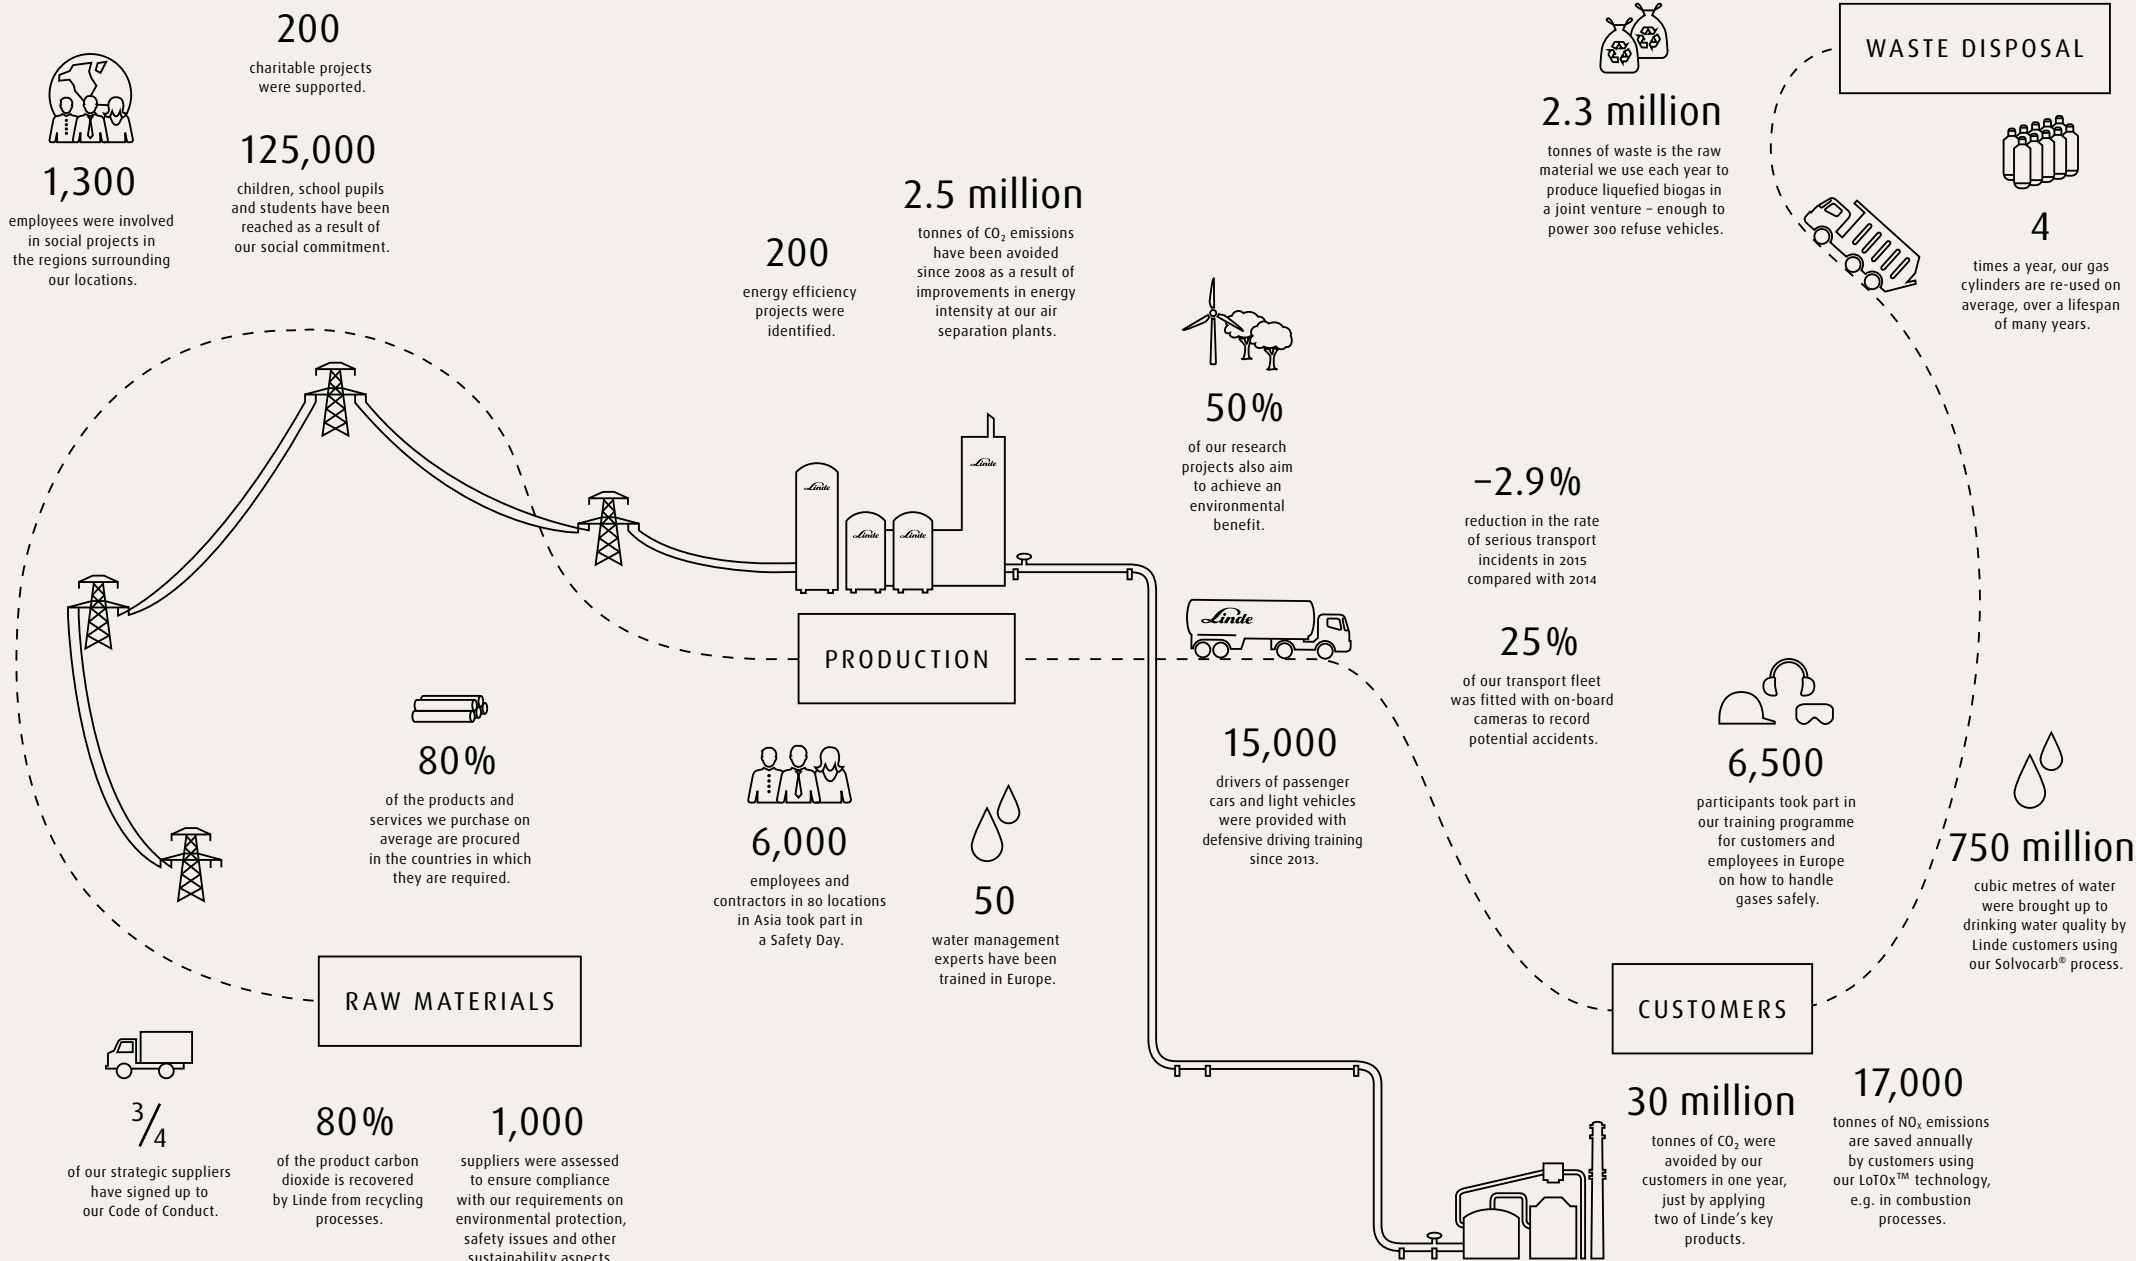 200
charitable projects
were supported.
1,300
employees were involved
in social projects in
the regions surrounding
our locations.
125,000
children, school pupils
and students have been
reached as a result of
our social commitment.
200
energy efficiency
projects were
identified.
2.5 million
tonnes of CO₂ emissions
have been avoided
since 2008 as a result of
improvements in energy
intensity at our air
separation plants.
2.3 million
tonnes of waste is the raw
material we use each year to
produce liquefied biogas in
a joint venture – enough to
power 300 refuse vehicles.
WASTE DISPOSAL
4
times a year, our gas
cylinders are re-used on
average, over a lifespan
of many years.
50%
of our research
projects also aim
to achieve an
environmental
benefit.
Linde
Linde
Linde
Linde
PRODUCTION
Linde
−2.9%
reduction in the rate
of serious transport
incidents in 2015
compared with 2014
25%
of our transport fleet
was fitted with on-board
cameras to record
potential accidents.
15,000
drivers of passenger
cars and light vehicles
were provided with
defensive driving training
since 2013.
80%
of the products and
services we purchase on
average are procured
in the countries in which
they are required.
6,000
employees and
contractors in 80 locations
in Asia took part in
a Safety Day.
50
water management
experts have been
trained in Europe.
6,500
participants took part in
our training programme
for customers and
employees in Europe
on how to handle
gases safely.
750 million
cubic metres of water
were brought up to
drinking water quality by
Linde customers using
our Solvocarb® process.
RAW MATERIALS
CUSTOMERS
3/4
of our strategic suppliers
have signed up to
our Code of Conduct.
80%
of the product carbon
dioxide is recovered
by Linde from recycling
processes.
1,000
suppliers were assessed
to ensure compliance
with our requirements on
environmental protection,
safety issues and other
sustainability aspects
30 million
tonnes of CO₂ were
avoided by our
customers in one year,
just by applying
two of Linde's key
products.
17,000
tonnes of NOₓ emissions
are saved annually
by customers using
our LoTOx™ technology,
e.g. in combustion
processes.